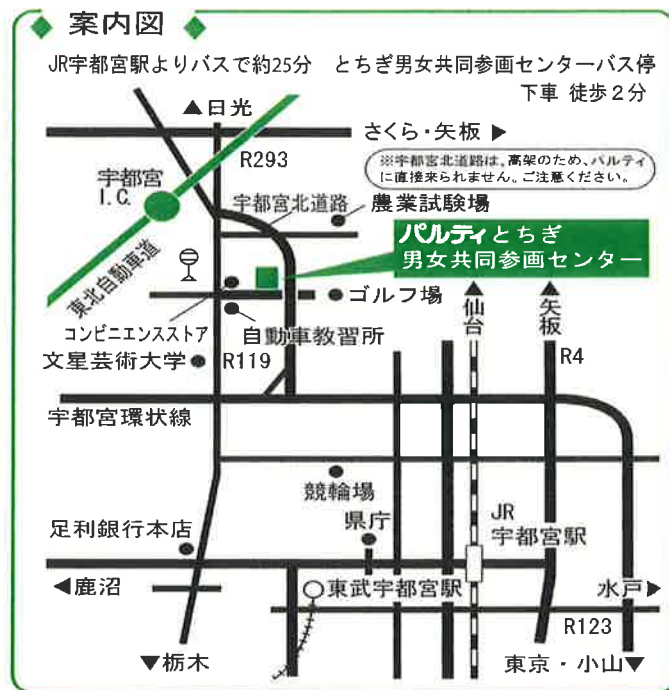 案内図
JR宇都宮駅よりバスで約25分　とちぎ男女共同参画センターバス停
下車 徒歩２分
▲日光
さくら・矢板 ▶
R293
※宇都宮北道路は、高架のため、パルティ
に直接来られません。ご注意ください。
宇都宮
I.C.
宇都宮北道路
農業試験場
パルティとちぎ
男女共同参画センター
東北自動車道
ゴルフ場
▲仙台
▲矢板
コンビニエンスストア
自動車教習所
文星芸術大学
R119
R4
宇都宮環状線
競輪場
JR
宇都宮駅
県庁
足利銀行本店
◀鹿沼
東武宇都宮駅
水戸▶
R123
▼栃木
東京・小山▼